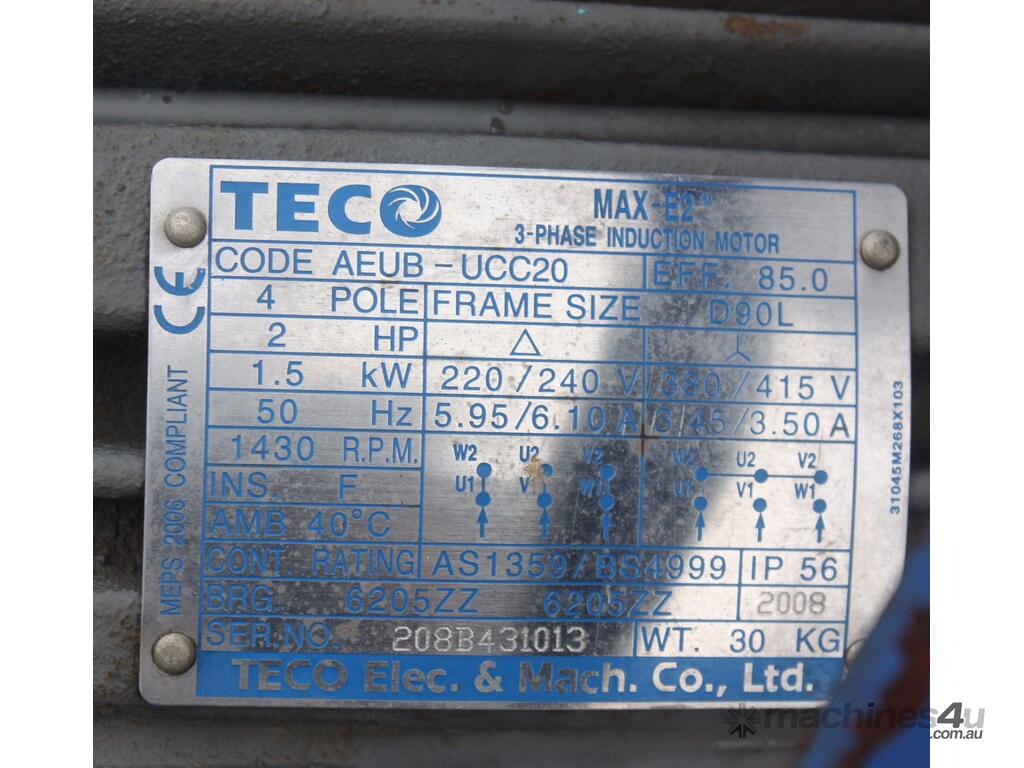 TECO
MAX-E2™
3-PHASE INDUCTION MOTOR
CODE AEUB-UCC20 EFF. 85.0
4 POLE FRAME SIZE D90L
2 HP △
1.5 kW 220/240 V 380/415 V
50 Hz 5.95/6.10 A 3/45/3.50 A
1430 R.P.M. W2 U2 V2 W2 U2 V2
INS. F U1 V1 W1 U1 V1 W1
AMB 40°C
CONT RATING AS1359/BS4999 IP 56
BRG. 6205ZZ 6205ZZ 2008
SER.NO. 208B431013 WT. 30 KG
TECO Elec. & Mach. Co., Ltd.
CE
MEPS 2006 COMPLIANT
31045M268X103
machines4u
.com.au